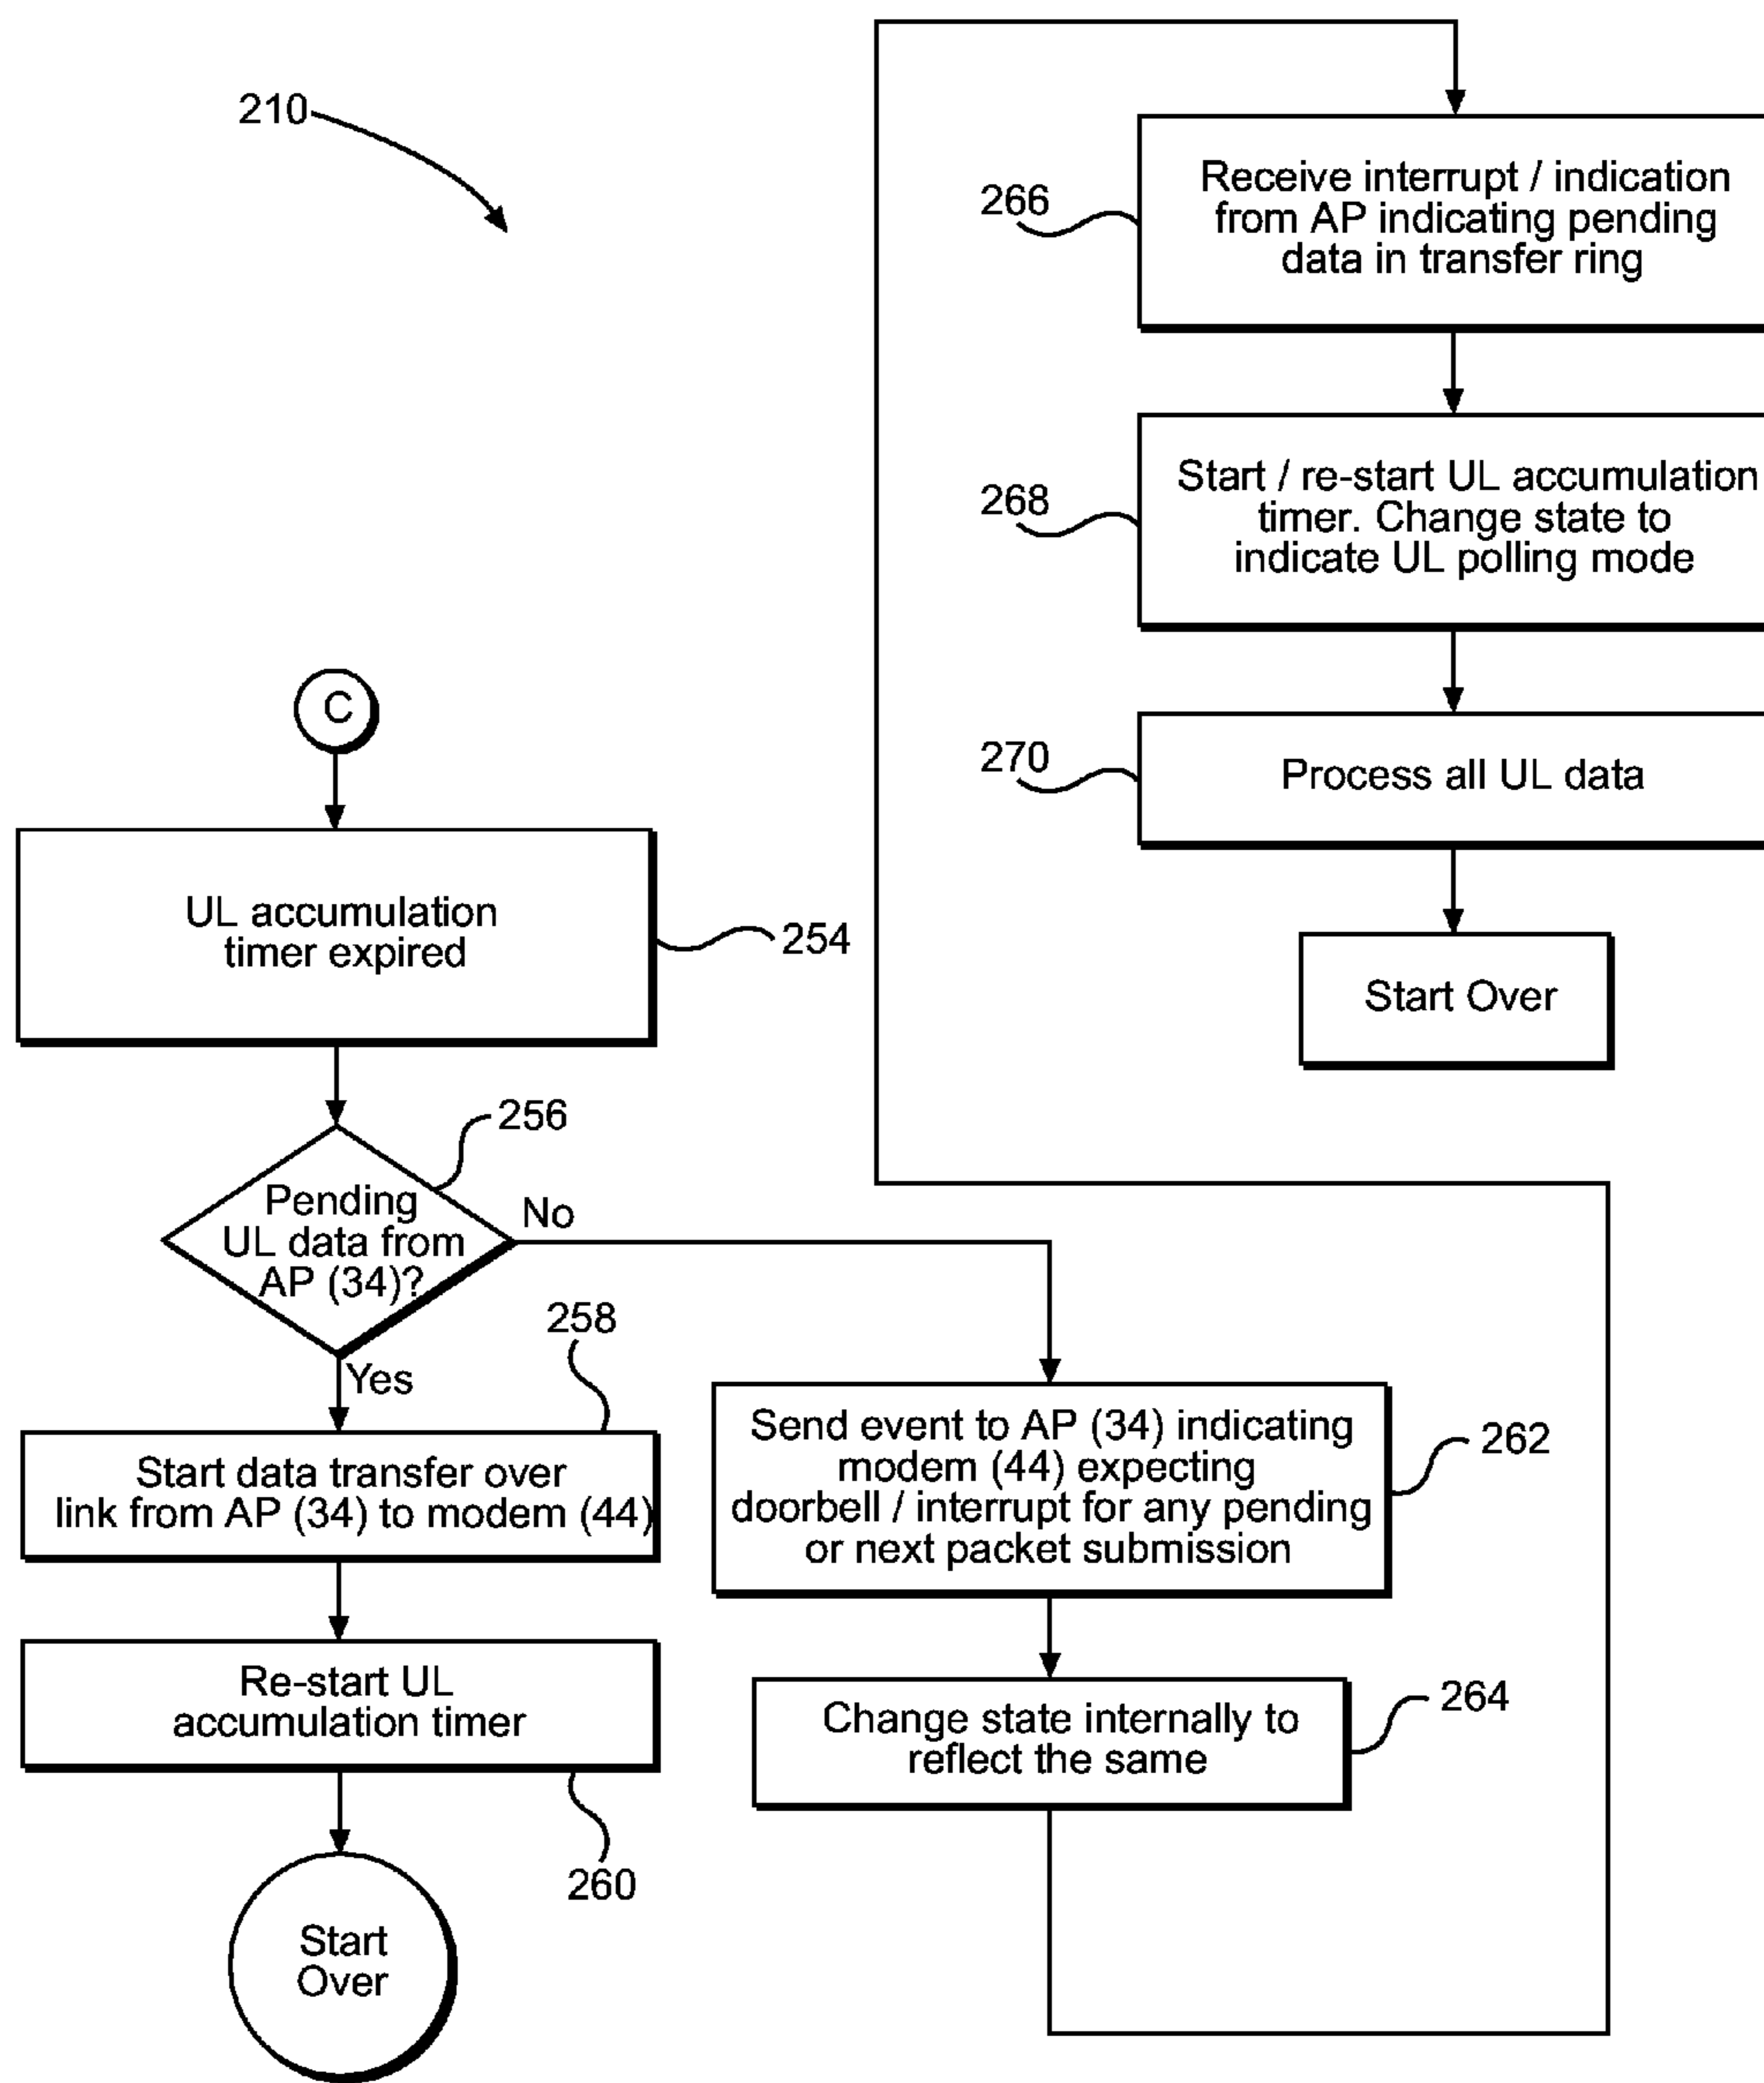 210
C
UL accumulation
timer expired
254
256
Pending
UL data from
AP (34)?
No
Yes
258
Start data transfer over
link from AP (34) to modem (44)
Re-start UL
accumulation timer
260
Start
Over
Send event to AP (34) indicating
modem (44) expecting
doorbell / interrupt for any pending
or next packet submission
262
Change state internally to
reflect the same
264
266
Receive interrupt / indication
from AP indicating pending
data in transfer ring
268
Start / re-start UL accumulation
timer. Change state to
indicate UL polling mode
270
Process all UL data
Start Over